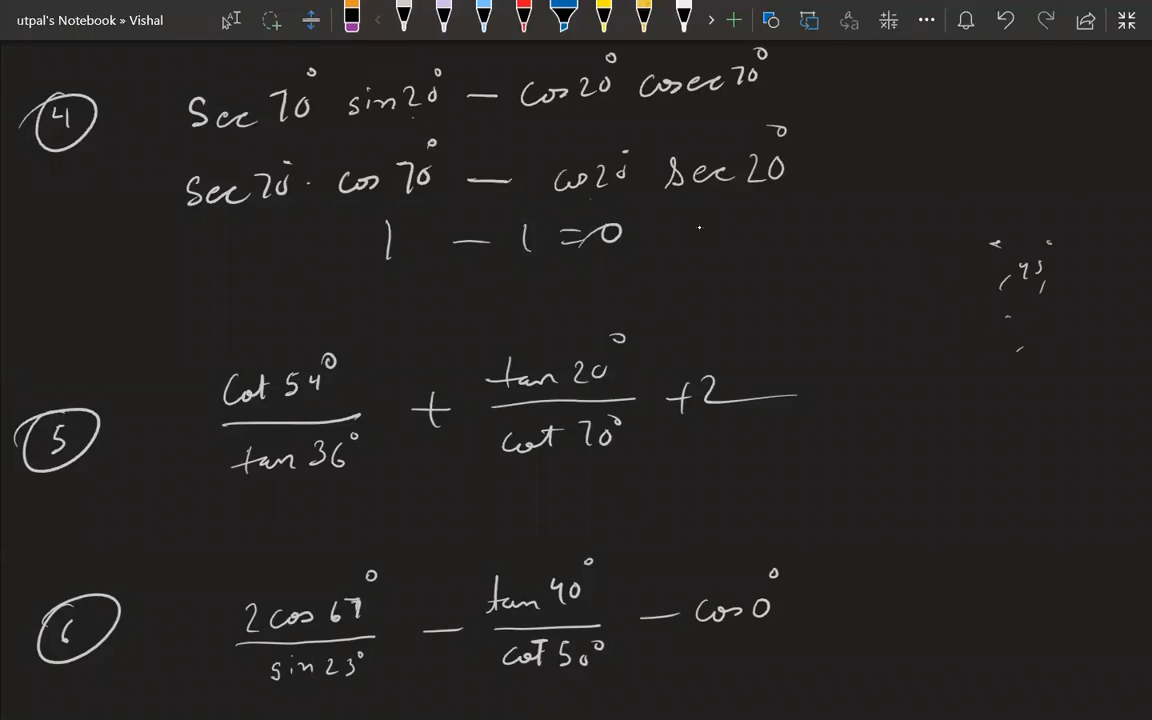 utpal's Notebook » Vishal
④ Sec 70° sin 20° — cos 20° cosec 70°
sec 70° · cos 70° — cos 20° sec 20°
1 — 1 = 0
45
⑤ cot 54° / tan 36° + tan 20° / cot 70° + 2
⑥ 2 cos 67° / sin 23° — tan 40° / cot 50° — cos 0°